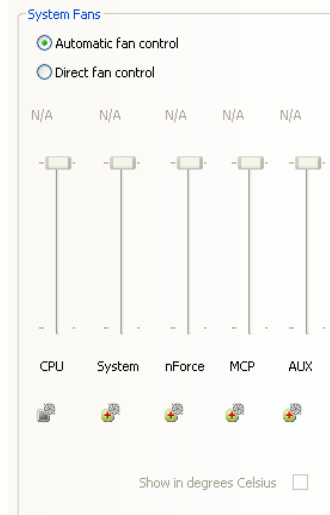 System Fans
Automatic fan control
Direct fan control
N/A N/A N/A N/A N/A
CPU System nForce MCP AUX
Show in degrees Celsius